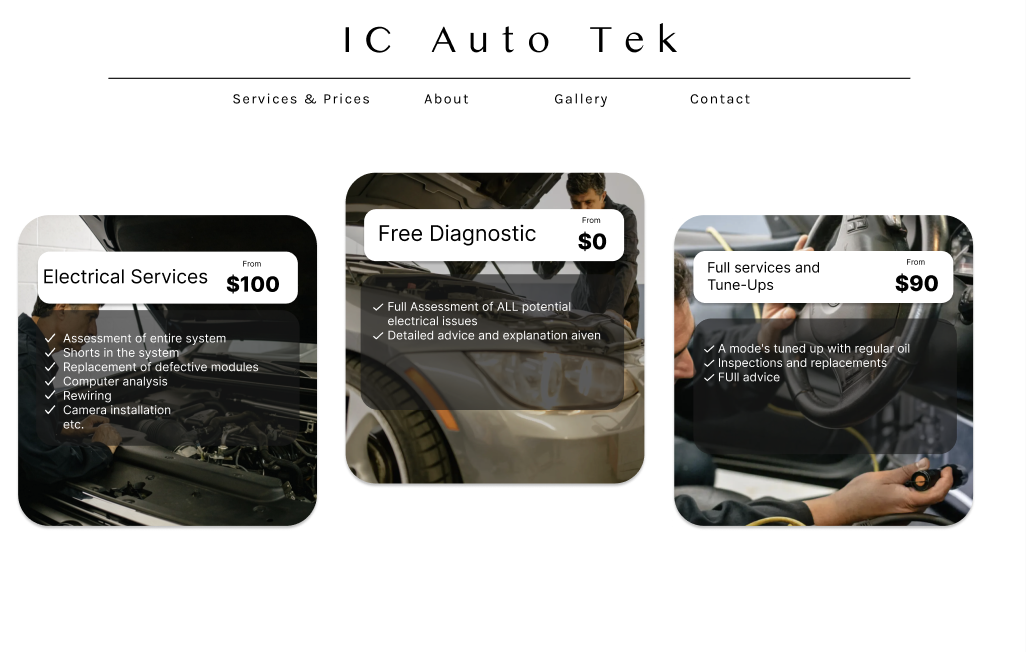 IC Auto Tek
Services & Prices
About
Gallery
Contact
Electrical Services
From
$100
Assessment of entire system
Shorts in the system
Replacement of defective modules
Computer analysis
Rewiring
Camera installation
etc.
Free Diagnostic
From
$0
Full Assessment of ALL potential
electrical issues
Detailed advice and explanation aiven
Full services and
Tune-Ups
From
$90
A mode's tuned up with regular oil
Inspections and replacements
FUll advice